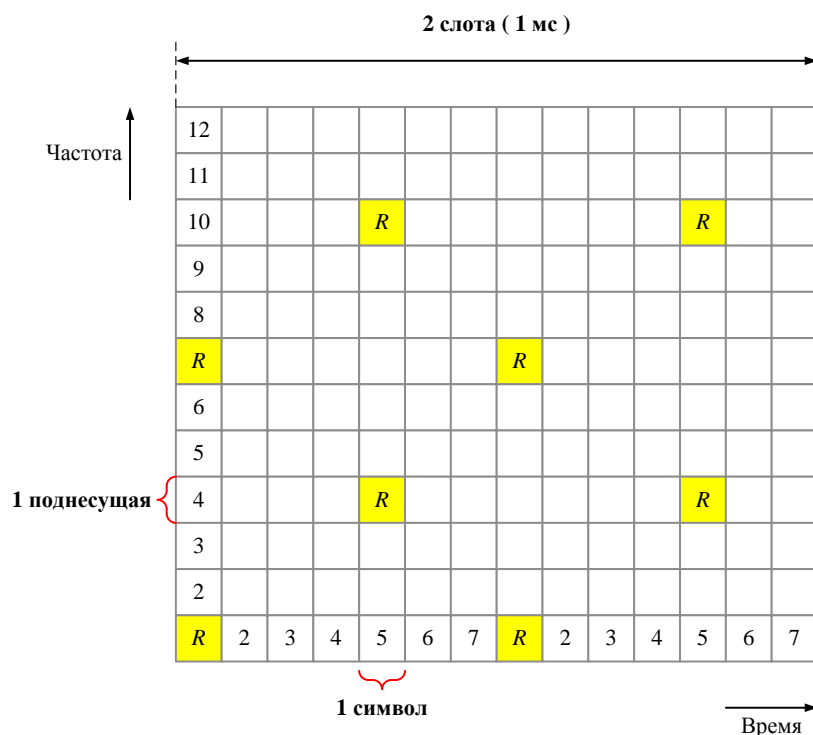 2 слота ( 1 мс )
Частота
12
11
10 R R
9
8
R R
6
5
1 поднесущая 4 R R
3
2
R 2 3 4 5 6 7 R 2 3 4 5 6 7
1 символ
Время